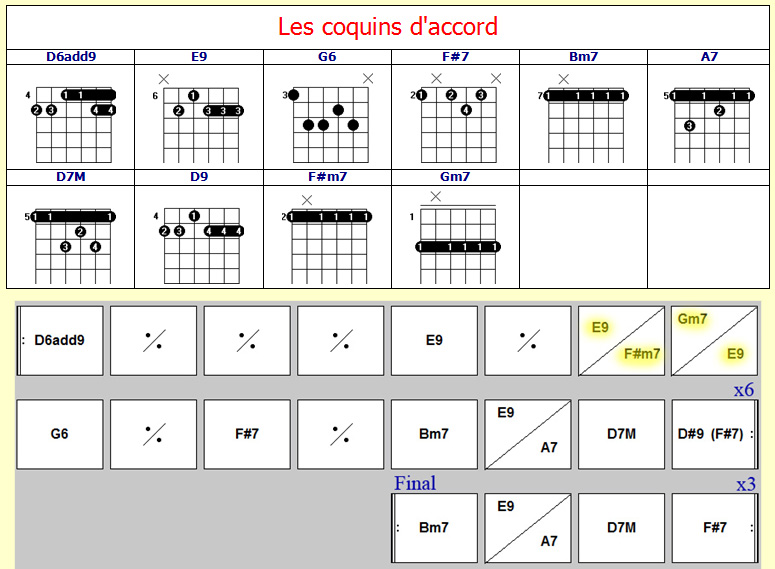 Les coquins d'accord
D6add9 E9 G6 F#7 Bm7 A7
4 1 1 2 3 4 4
× 6 1 2 3 3 3
3 ×
2 × × 1 2 3 4
7 × 1 1 1 1 1
5 1 1 1 1 2 3
D7M D9 F#m7 Gm7
5 1 1 1 2 3 4
4 1 2 3 4 4 4
2 × 1 1 1 1 1
1 × 1 1 1 1 1
: D6add9 ٪ ٪ ٪ E9 ٪ E9 F#m7 Gm7 E9
x6
G6 ٪ F#7 ٪ Bm7 E9 A7 D7M D#9 (F#7) :
Final x3
: Bm7 E9 A7 D7M F#7 :